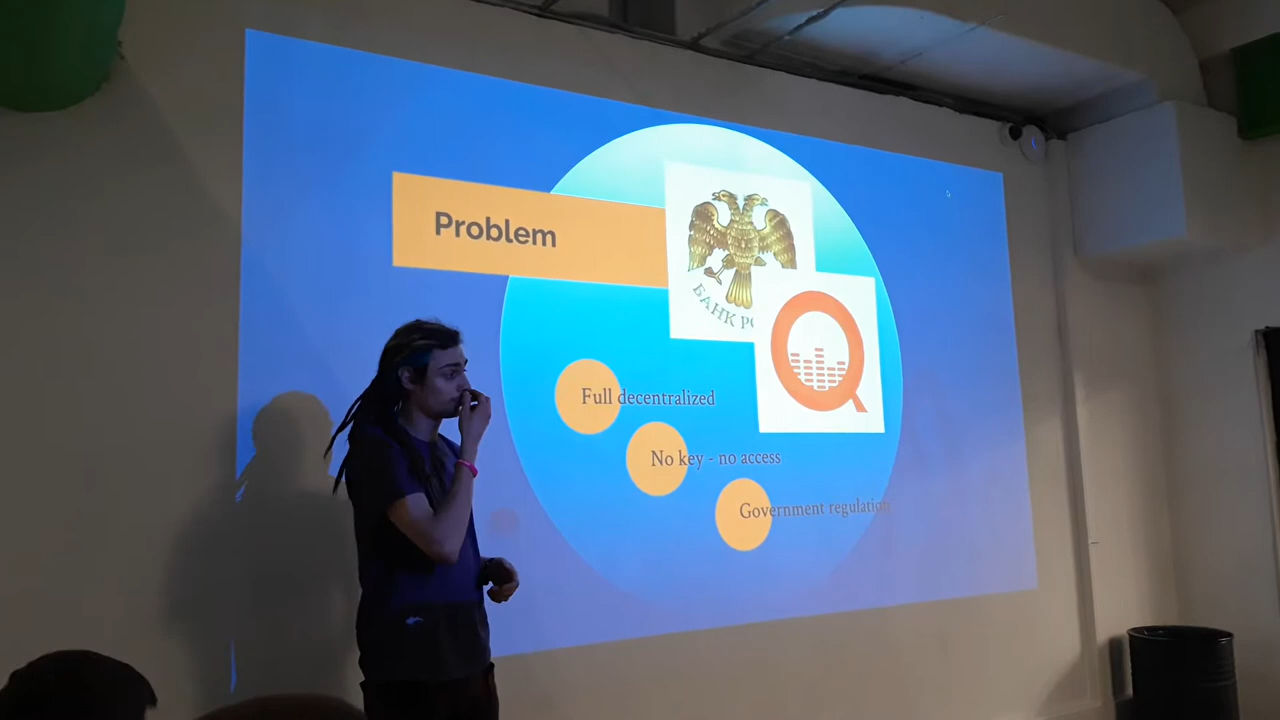 Problem
БАНК
Full decentralized
No key - no access
Government regulation